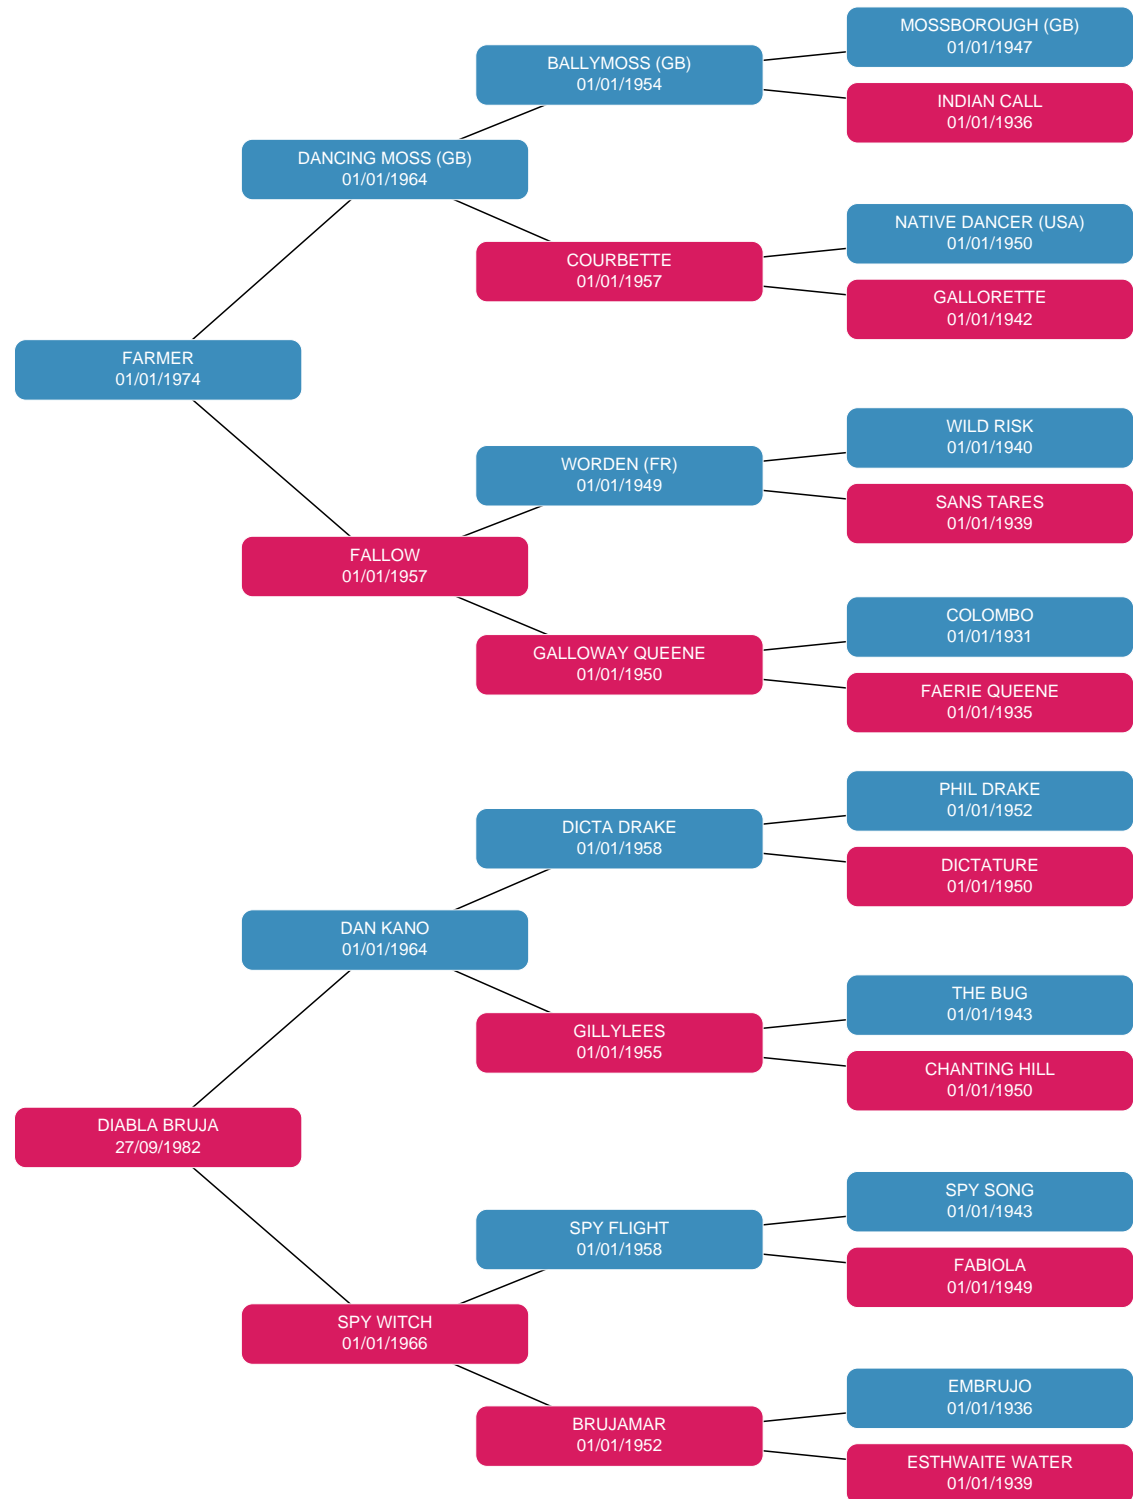 MOSSBOROUGH (GB)
01/01/1947
BALLYMOSS (GB)
01/01/1954
INDIAN CALL
01/01/1936
DANCING MOSS (GB)
01/01/1964
NATIVE DANCER (USA)
01/01/1950
COURBETTE
01/01/1957
GALLORETTE
01/01/1942
FARMER
01/01/1974
WILD RISK
01/01/1940
WORDEN (FR)
01/01/1949
SANS TARES
01/01/1939
FALLOW
01/01/1957
COLOMBO
01/01/1931
GALLOWAY QUEENE
01/01/1950
FAERIE QUEENE
01/01/1935
PHIL DRAKE
01/01/1952
DICTA DRAKE
01/01/1958
DICTATURE
01/01/1950
DAN KANO
01/01/1964
THE BUG
01/01/1943
GILLYLEES
01/01/1955
CHANTING HILL
01/01/1950
DIABLA BRUJA
27/09/1982
SPY SONG
01/01/1943
SPY FLIGHT
01/01/1958
FABIOLA
01/01/1949
SPY WITCH
01/01/1966
EMBRUJO
01/01/1936
BRUJAMAR
01/01/1952
ESTHWAITE WATER
01/01/1939